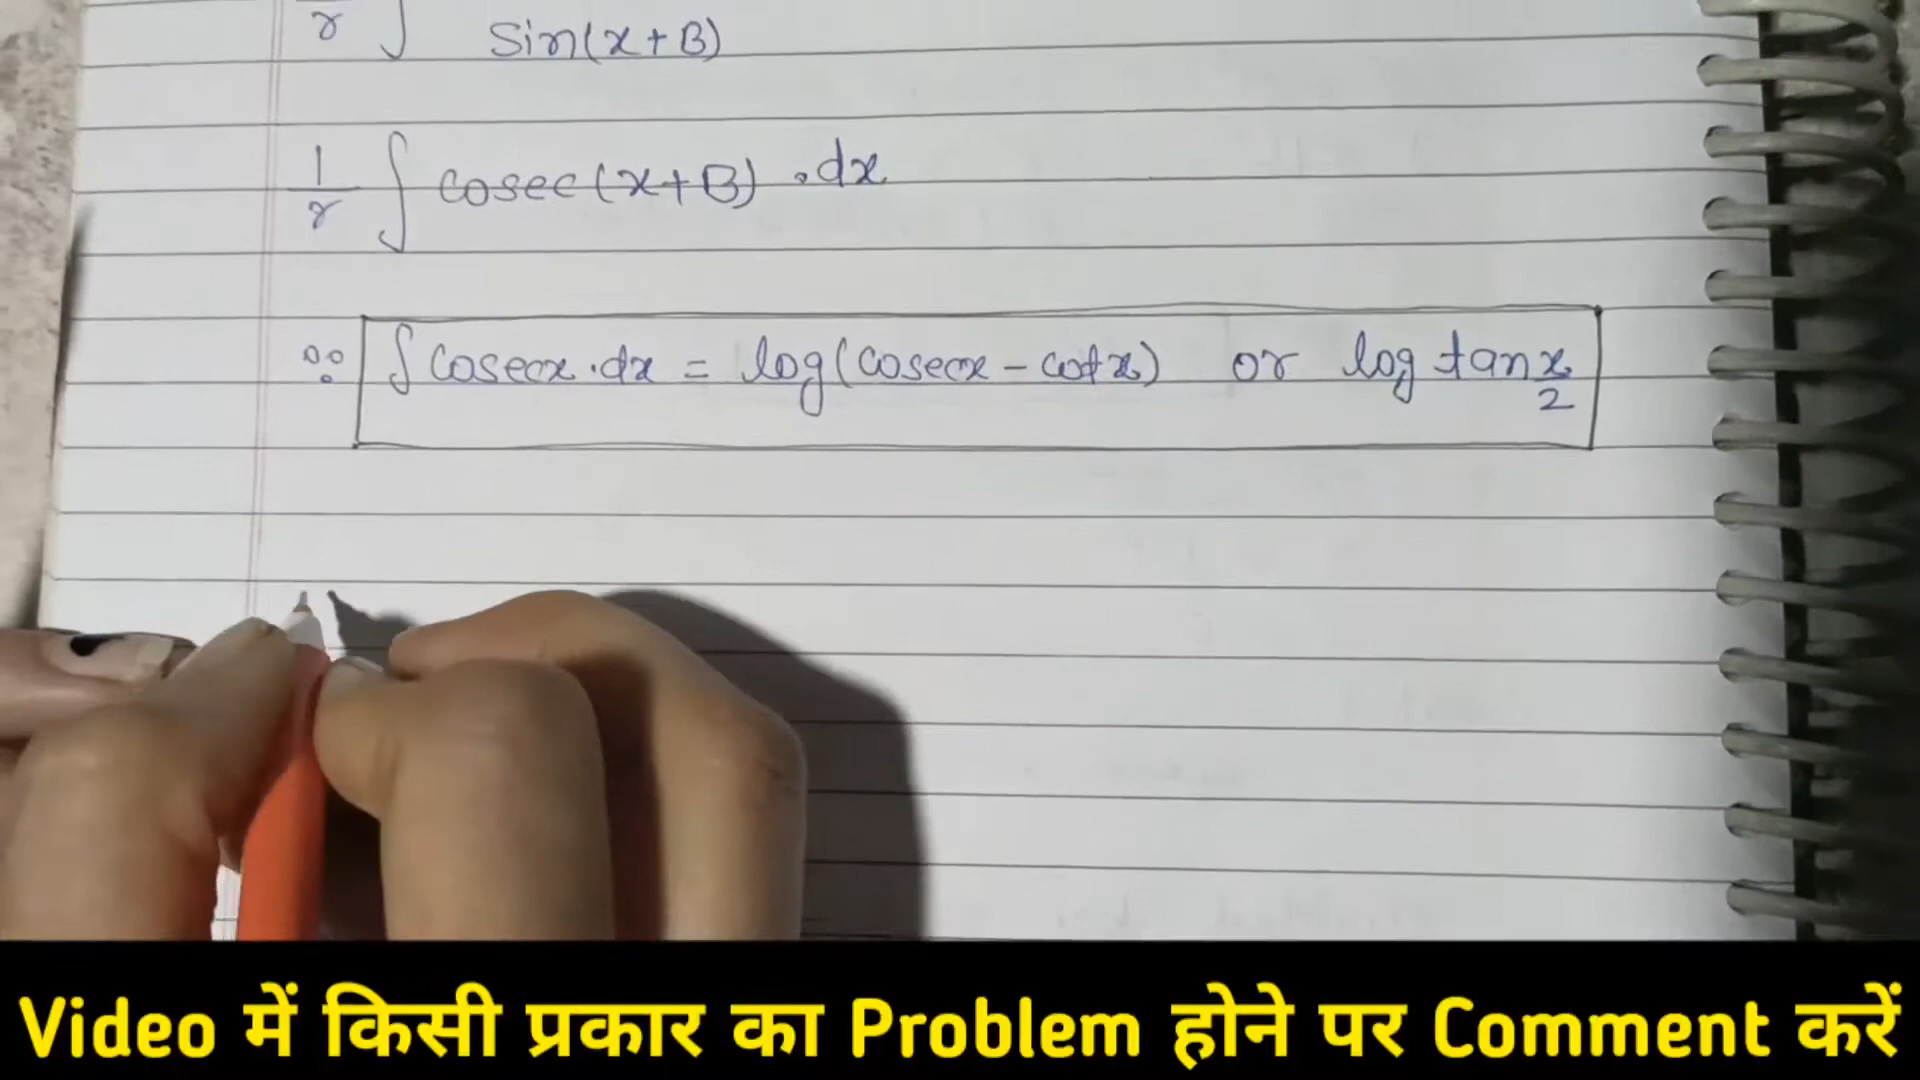 r ∫ Sin(x+B)
1/r ∫ cosec(x+B) .dx
∵ ∫ cosecx.dx = log(cosecx - cotx) or log tan x/2
Video में किसी प्रकार का Problem होने पर Comment करें